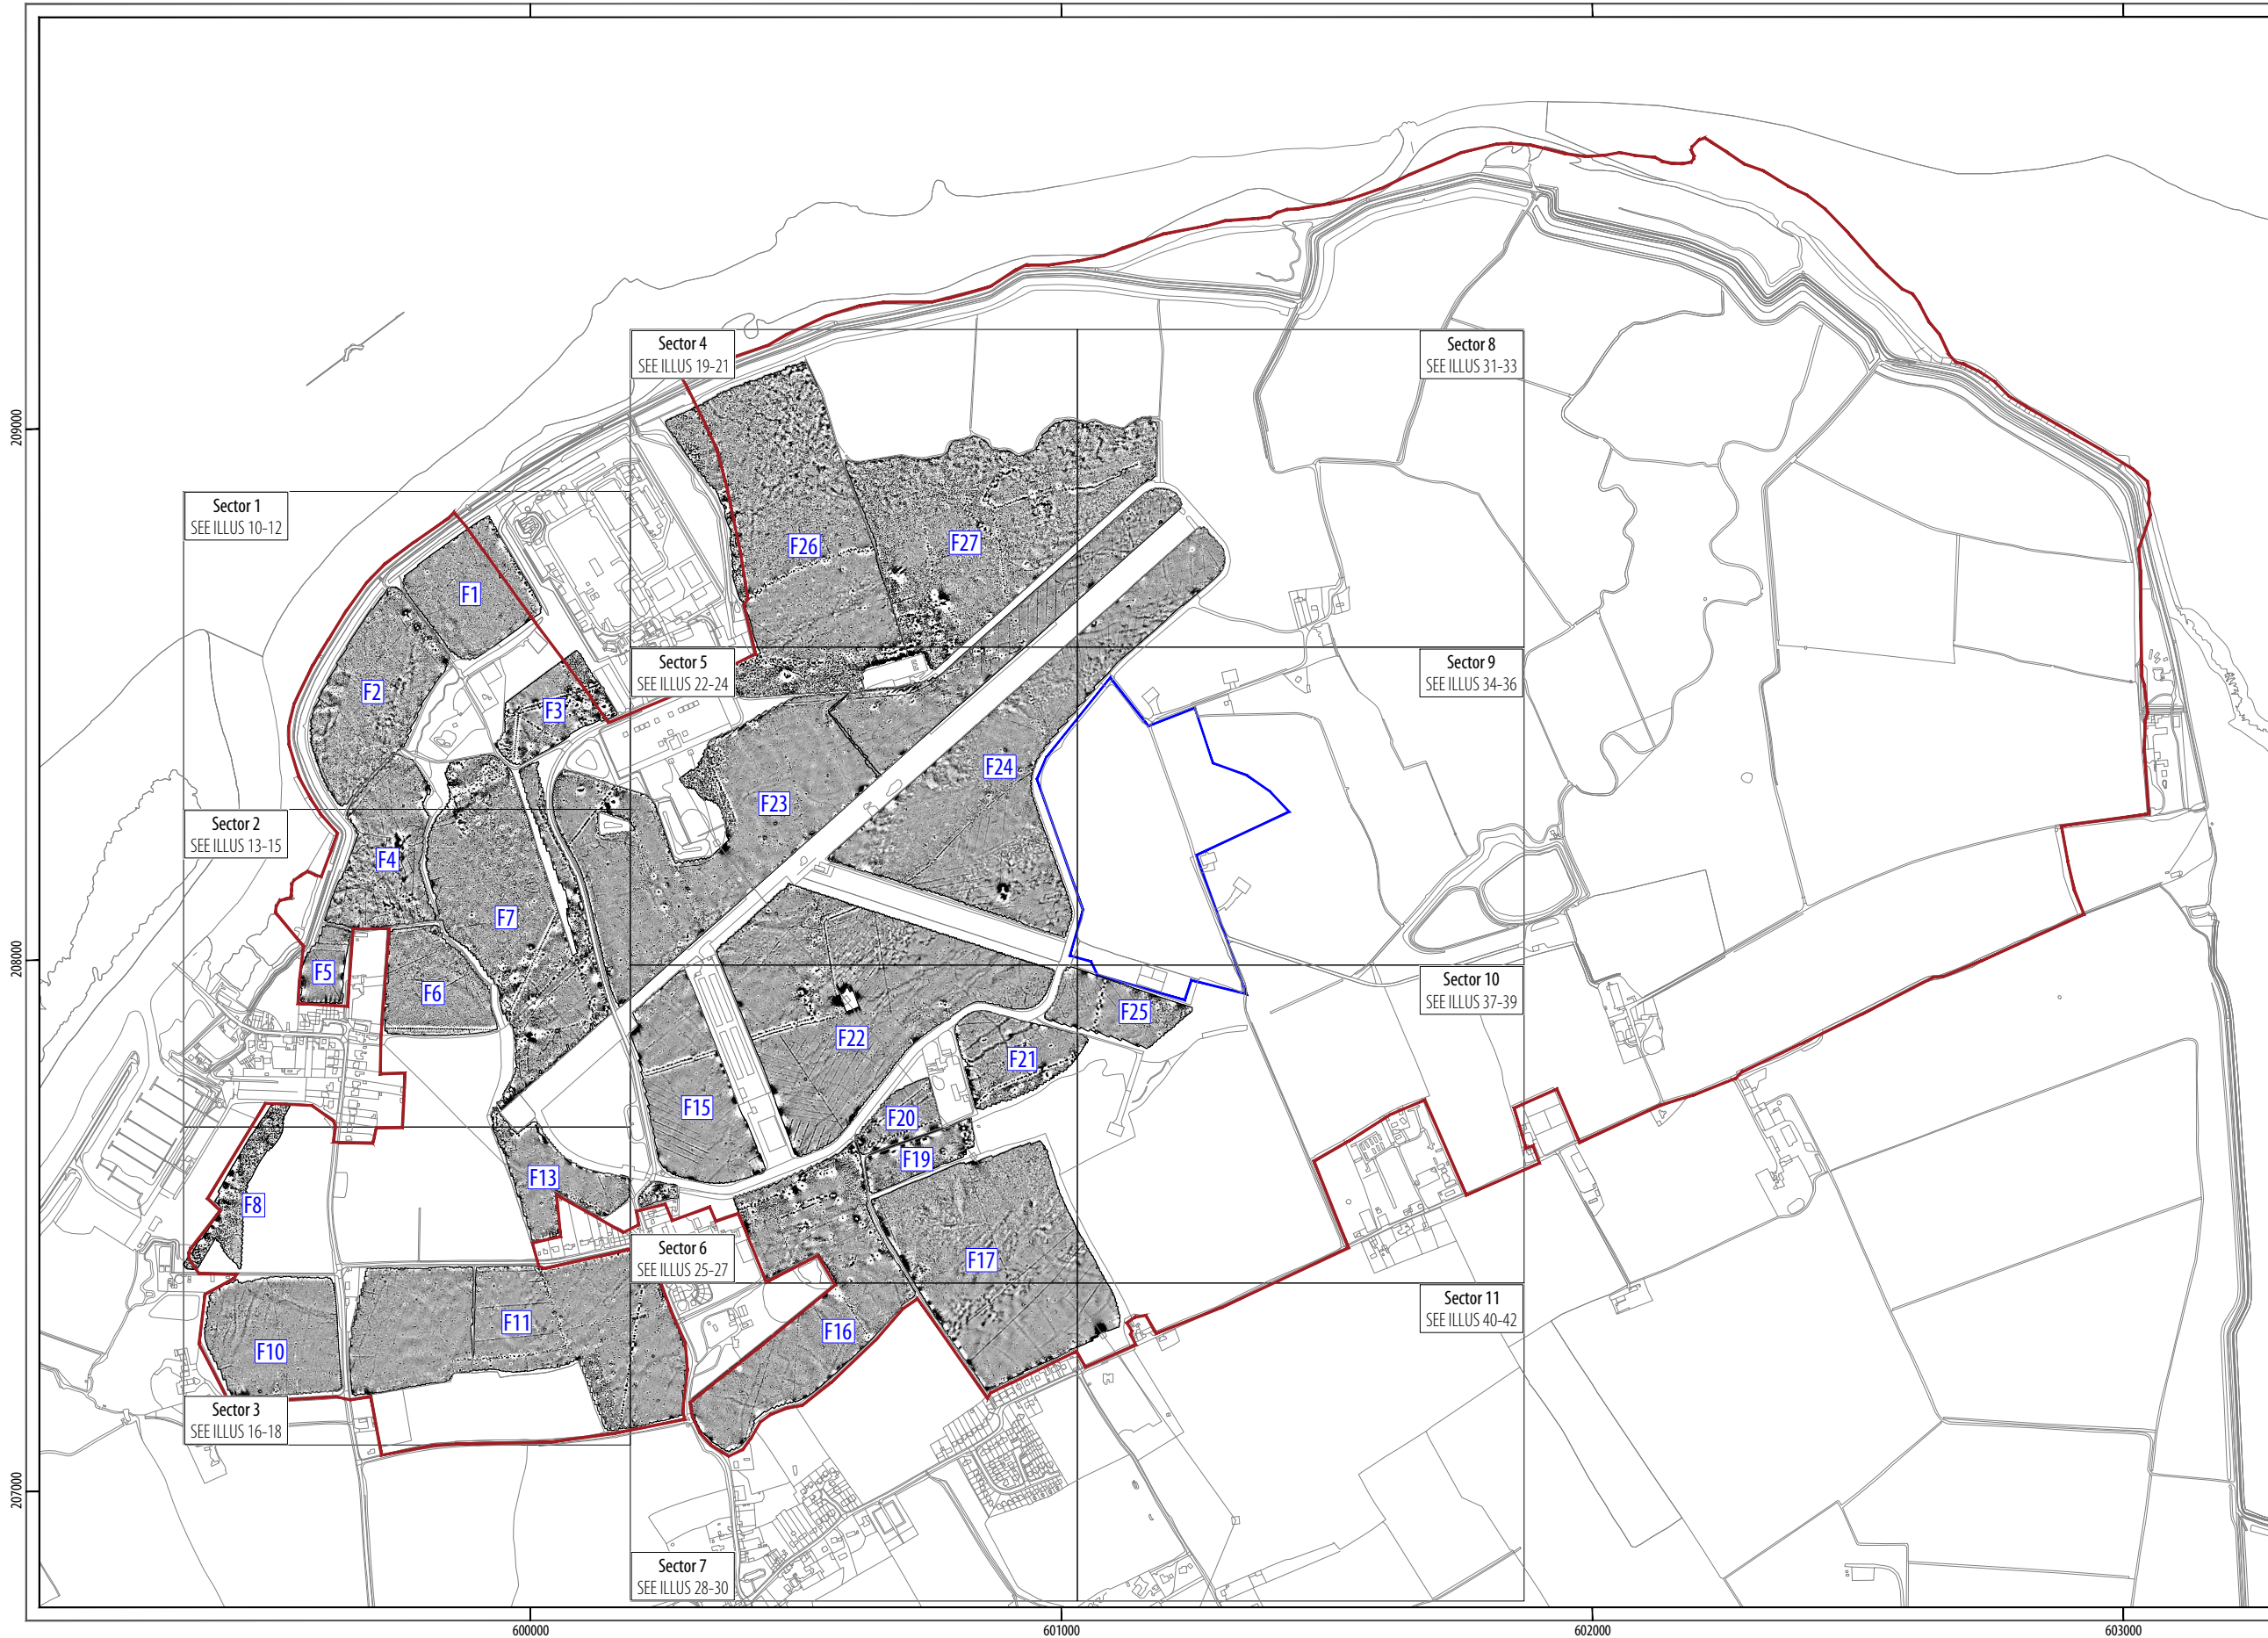 Sector 4
SEE ILLUS 19-21
Sector 8
SEE ILLUS 31-33
209000
Sector 1
SEE ILLUS 10-12
F26
F27
F1
Sector 5
SEE ILLUS 22-24
Sector 9
SEE ILLUS 34-36
F2
F3
F24
F23
Sector 2
SEE ILLUS 13-15
F4
F7
208000
F5
F6
Sector 10
SEE ILLUS 37-39
F25
F22
F21
F15
F20
F19
F13
F8
Sector 6
SEE ILLUS 25-27
F17
Sector 11
SEE ILLUS 40-42
F11
F16
F10
Sector 3
SEE ILLUS 16-18
207000
Sector 7
SEE ILLUS 28-30
600000
601000
602000
603000